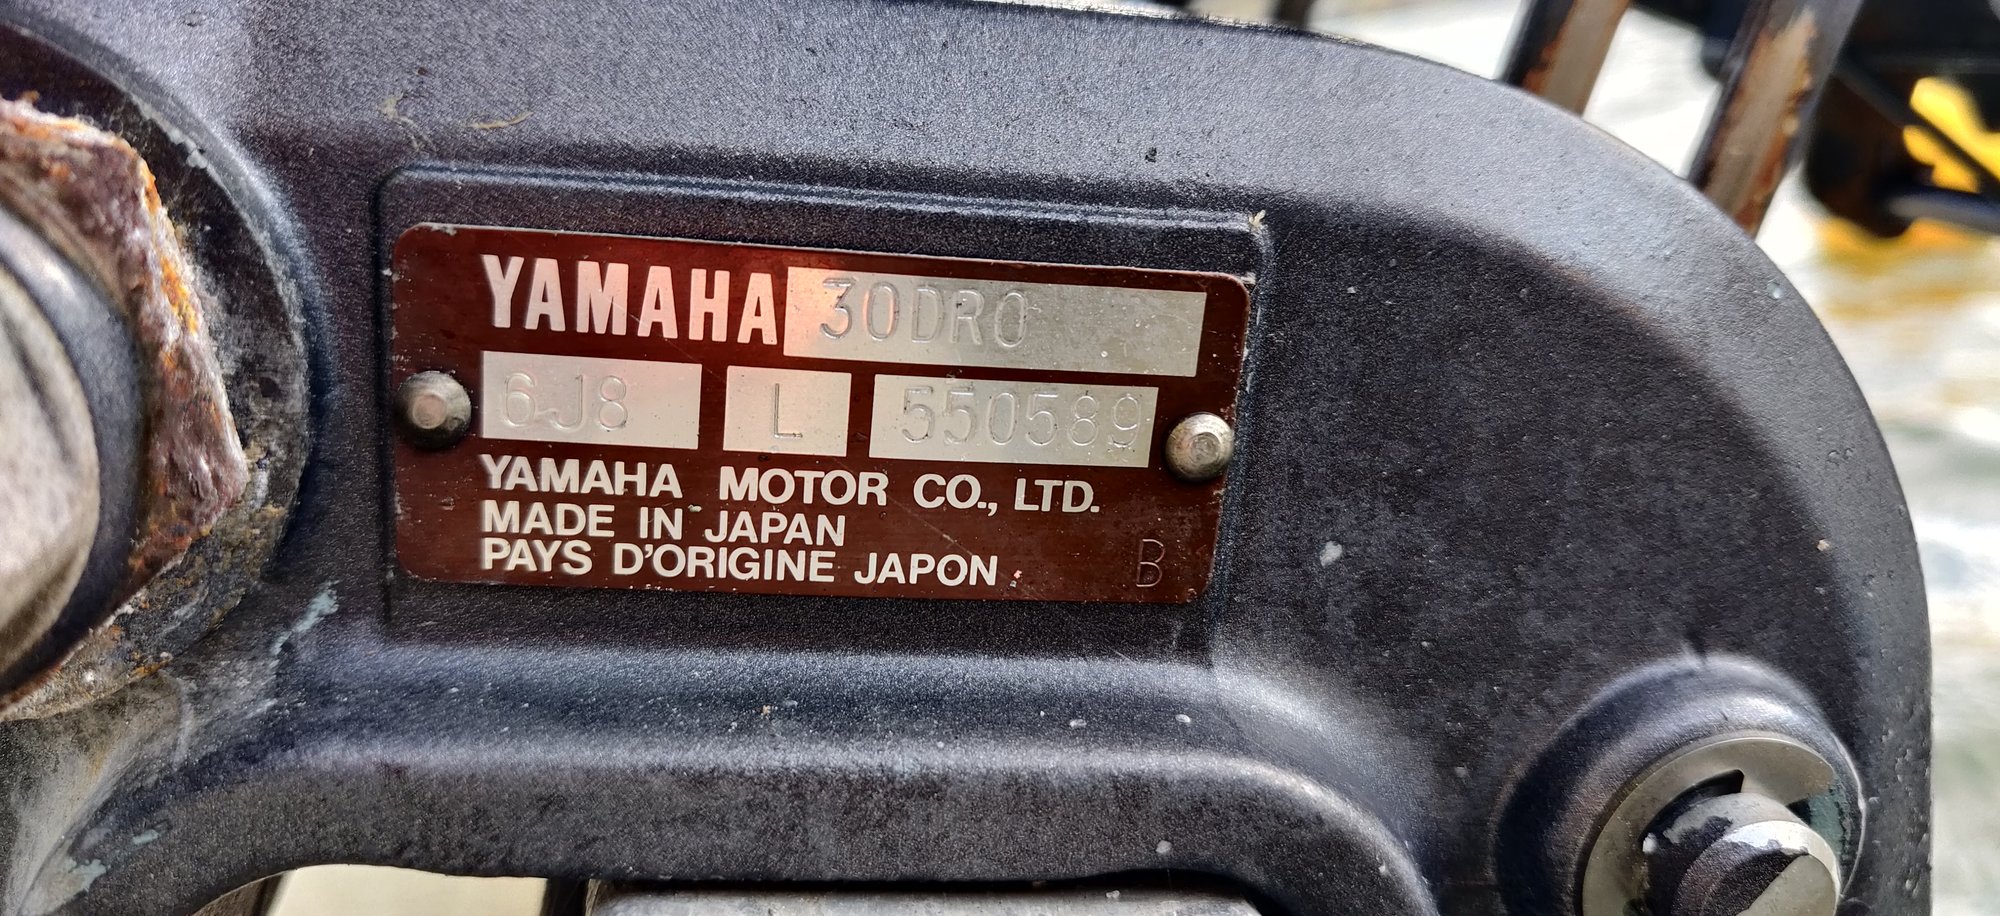 YAMAHA 30DRO
6J8 L 550589
YAMAHA MOTOR CO., LTD.
MADE IN JAPAN
PAYS D'ORIGINE JAPON B